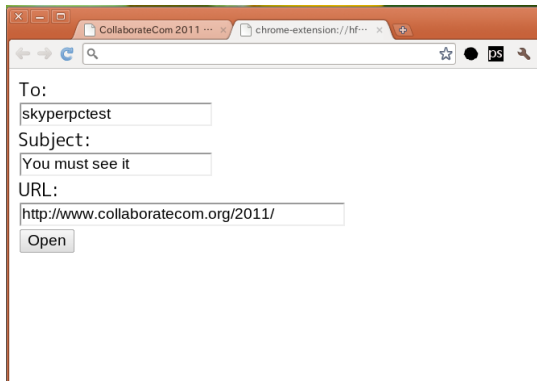 CollaborateCom 2011 ··· chrome-extension://hf···
ps
To:
skyperpctest
Subject:
You must see it
URL:
http://www.collaboratecom.org/2011/
Open